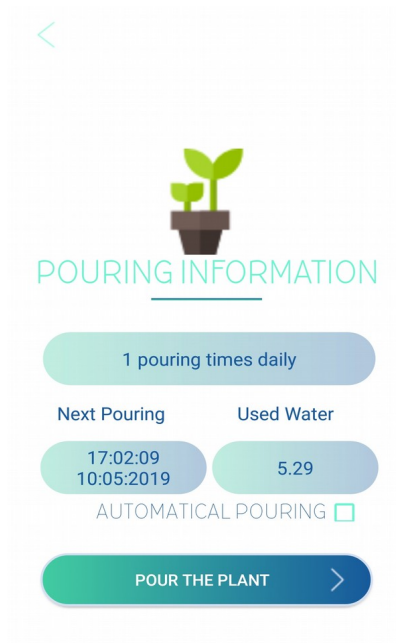 POURING INFORMATION
1 pouring times daily
Next Pouring
Used Water
17:02:09
10:05:2019
5.29
AUTOMATICAL POURING
POUR THE PLANT